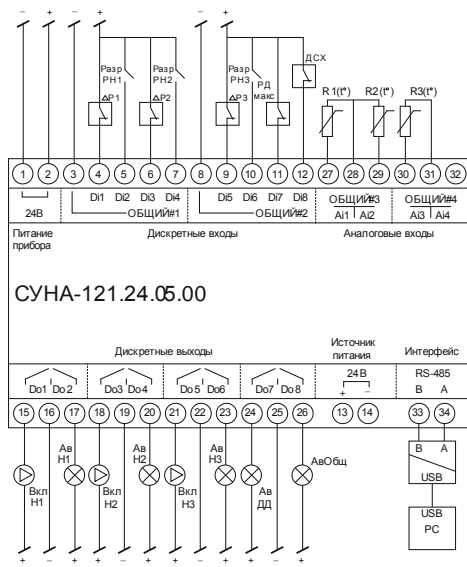 – + – + – +
Разр РН1
Разр РН2
Разр РН3
РД макс
ДСХ
ΔP1
ΔP2
ΔP3
R1(t°)
R2(t°)
R3(t°)
1 2 3 4 5 6 7 8 9 10 11 12 27 28 29 30 31 32
24В
Di1 Di2 Di3 Di4
ОБЩИЙ#1
Di5 Di6 Di7 Di8
ОБЩИЙ#2
ОБЩИЙ#3
Ai1 Ai2
ОБЩИЙ#4
Ai3 Ai4
Питание прибора
Дискретные входы
Аналоговые входы
СУНА-121.24.05.00
Дискретные выходы
Источник питания
Интерфейс
24В
+ –
RS-485
B A
Do1 Do2 Do3 Do4 Do5 Do6 Do7 Do8
15 16 17 18 19 20 21 22 23 24 25 26 13 14 33 34
Вкл Н1
Ав Н1
Вкл Н2
Ав Н2
Вкл Н3
Ав Н3
Ав ДД
АвОбщ
B A
USB
USB
PC
+ – + + – + + – + + – +